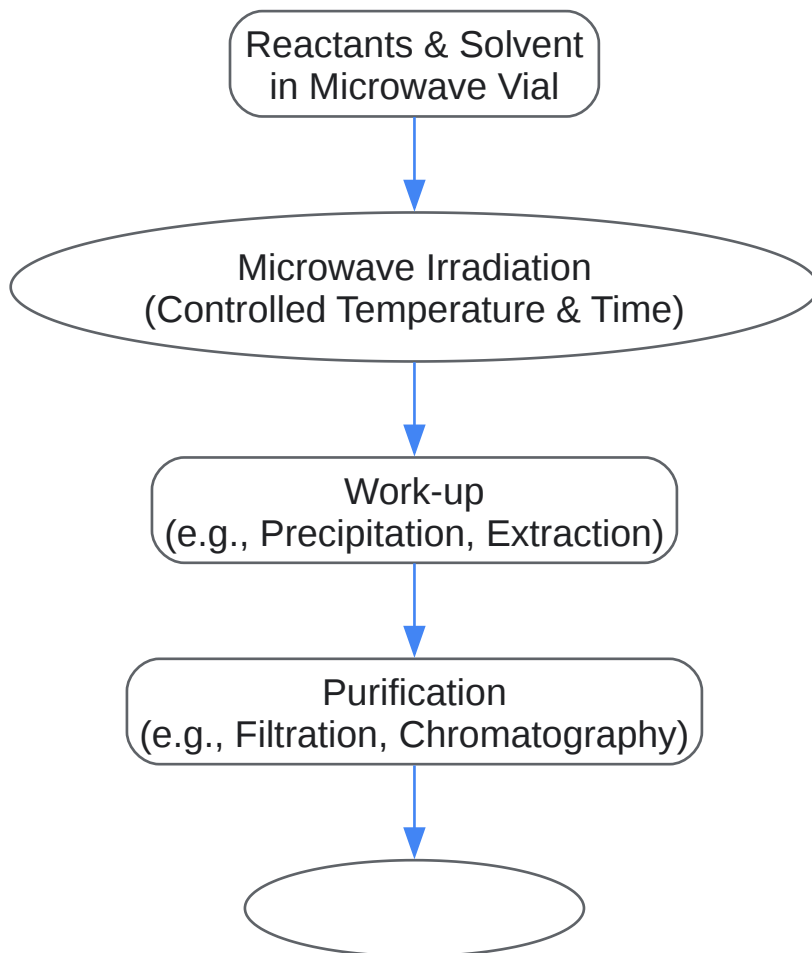 Reactants & Solvent
in Microwave Vial
Microwave Irradiation
(Controlled Temperature & Time)
Work-up
(e.g., Precipitation, Extraction)
Purification
(e.g., Filtration, Chromatography)